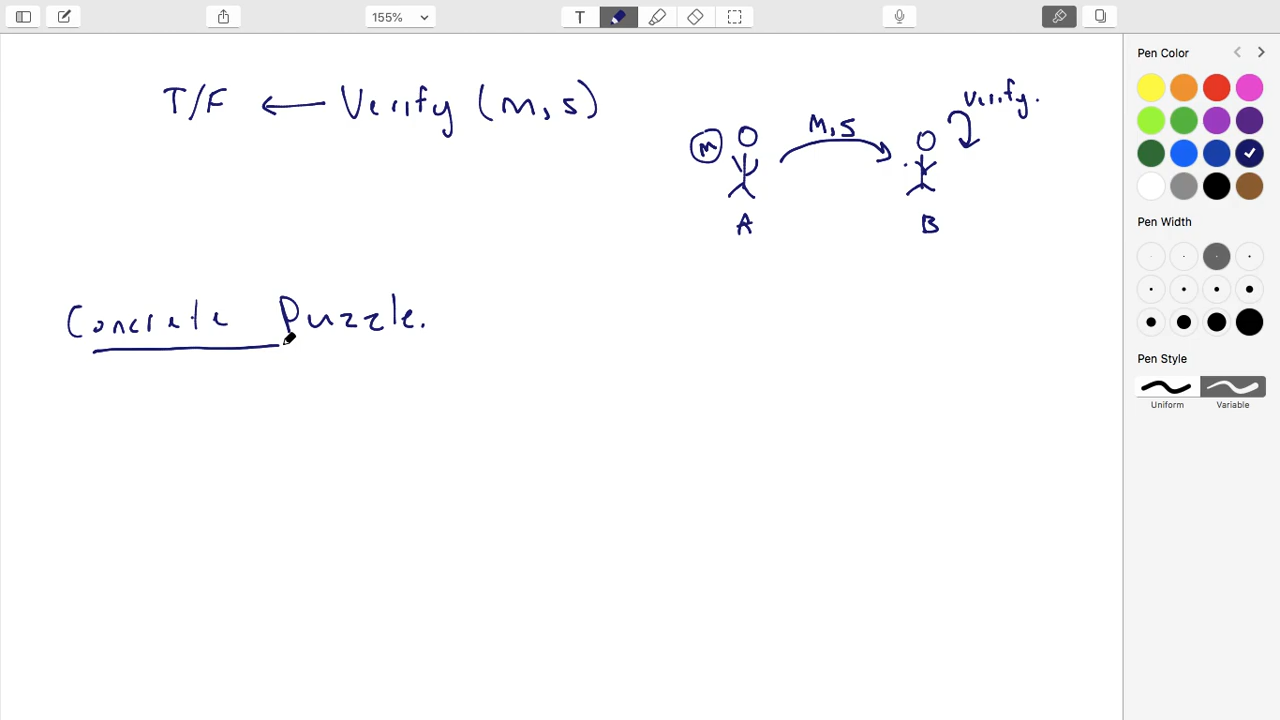 155%
T
Pen Color
T/F ← Verify (m, s)
verify.
M
M, S
A
B
Pen Width
Concrete Puzzle.
Pen Style
Uniform
Variable